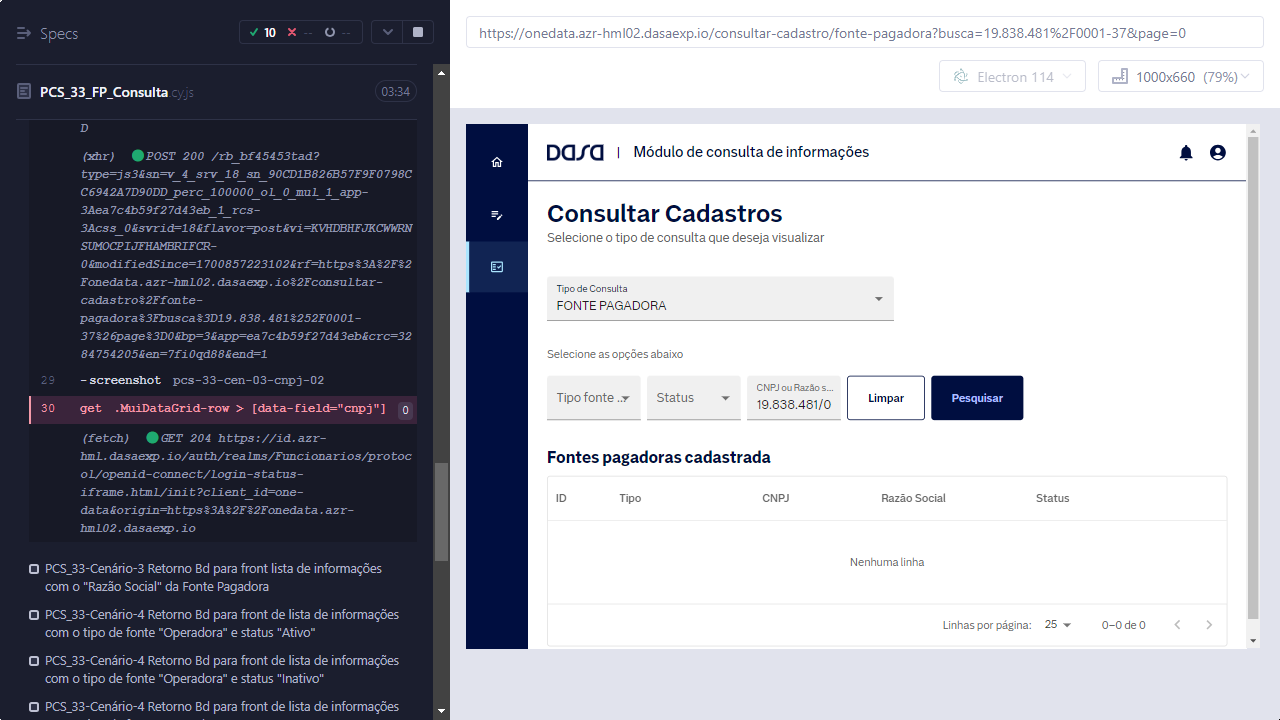 Specs
10
--
--
PCS_33_FP_Consulta.cy.js
03:34
D
(xhr) POST 200 /rb_bf45453tad?
type=js3&sn=v_4_srv_18_sn_90CD1B826B57F9F0798C
C6942A7D90DD_perc_100000_ol_0_mul_1_app-
3Aea7c4b59f27d43eb_1_rcs-
3Acss_0&svrid=18&flavor=post&vi=KVHDBHFJKCWWRN
SUMOCPIJFHAMBRIFCR-
0&modifiedSince=1700857223102&rf=https%3A%2F%2
Fonedata.azr-hml02.dasaexp.io%2Fconsultar-
cadastro%2Ffonte-
pagadora%3Fbusca%3D19.838.481%252F0001-
37%26page%3D0&bp=3&app=ea7c4b59f27d43eb&crc=32
84754205&en=7fi0qd88&end=1
29 -screenshot pcs-33-cen-03-cnpj-02
30 get .MuiDataGrid-row > [data-field="cnpj"] 0
(fetch) GET 204 https://id.azr-
hml.dasaexp.io/auth/realms/Funcionarios/protoc
ol/openid-connect/login-status-
iframe.html/init?client_id=one-
data&origin=https%3A%2F%2Fonedata.azr-
hml02.dasaexp.io
PCS_33-Cenário-3 Retorno Bd para front lista de informações
com o "Razão Social" da Fonte Pagadora
PCS_33-Cenário-4 Retorno Bd para front de lista de informações
com o tipo de fonte "Operadora" e status "Ativo"
PCS_33-Cenário-4 Retorno Bd para front de lista de informações
com o tipo de fonte "Operadora" e status "Inativo"
PCS_33-Cenário-4 Retorno Bd para front de lista de informações
https://onedata.azr-hml02.dasaexp.io/consultar-cadastro/fonte-pagadora?busca=19.838.481%2F0001-37&page=0
Electron 114
1000x660 (79%)
DASA | Módulo de consulta de informações
Consultar Cadastros
Selecione o tipo de consulta que deseja visualizar
Tipo de Consulta
FONTE PAGADORA
Selecione as opções abaixo
Tipo fonte ...
Status
CNPJ ou Razão s...
19.838.481/0
Limpar
Pesquisar
Fontes pagadoras cadastrada
ID Tipo CNPJ Razão Social Status
Nenhuma linha
Linhas por página: 25 0–0 de 0